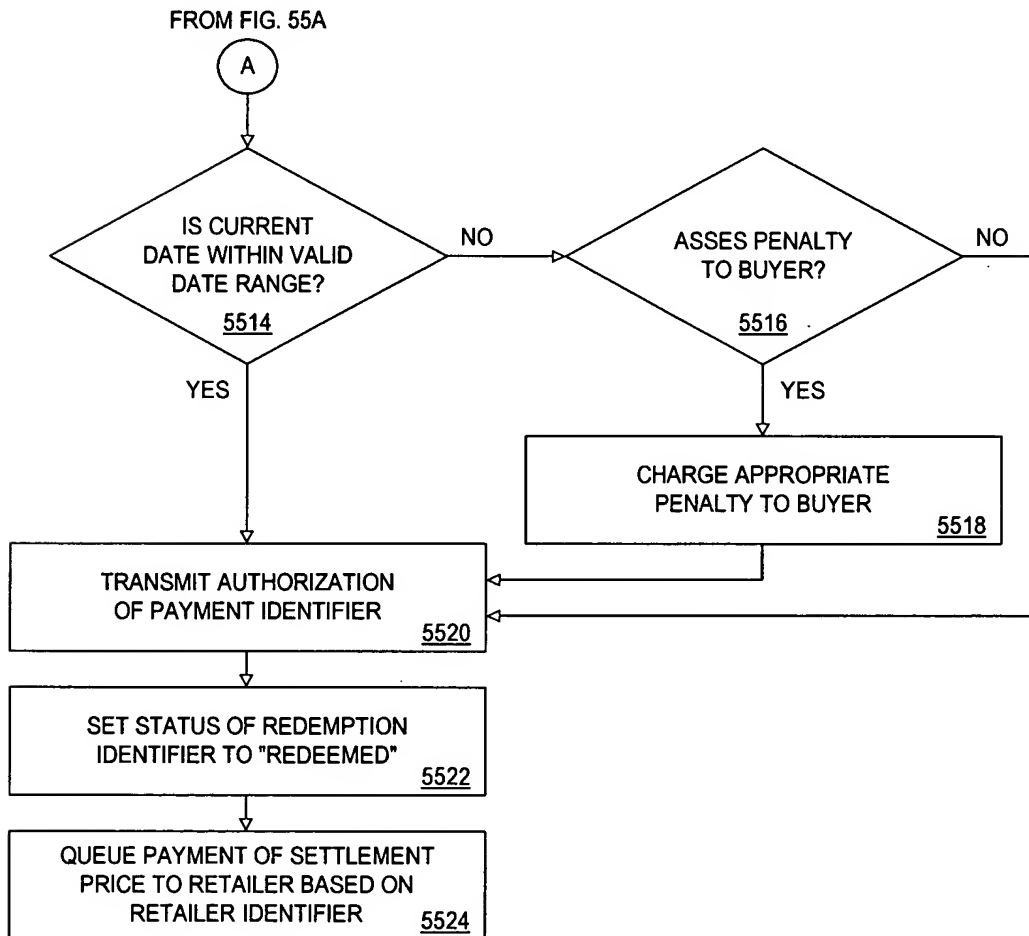 FROM FIG. 55A
A
IS CURRENT
DATE WITHIN VALID
DATE RANGE?
5514
NO
ASSES PENALTY
TO BUYER?
5516
NO
YES
YES
CHARGE APPROPRIATE
PENALTY TO BUYER
5518
TRANSMIT AUTHORIZATION
OF PAYMENT IDENTIFIER
5520
SET STATUS OF REDEMPTION
IDENTIFIER TO "REDEEMED"
5522
QUEUE PAYMENT OF SETTLEMENT
PRICE TO RETAILER BASED ON
RETAILER IDENTIFIER
5524